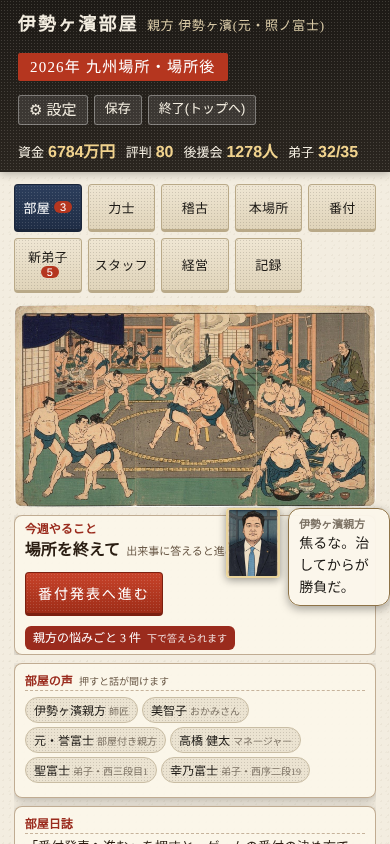 伊勢ヶ濱部屋 親方 伊勢ヶ濱(元・照ノ富士)
2026年 九州場所・場所後
⚙ 設定 保存 終了(トップへ)
資金 6784万円 評判 80 後援会 1278人 弟子 32/35
部屋 3 力士 稽古 本場所 番付
新弟子 5 スタッフ 経営 記録
今週やること
場所を終えて 出来事に答えると進
伊勢ヶ濱親方
焦るな。治
してからが
勝負だ。
番付発表へ進む
親方の悩みごと 3 件 下で答えられます
部屋の声 押すと話が聞けます
伊勢ヶ濱親方 師匠 美智子 おかみさん
元・誉富士 部屋付き親方 高橋 健太 マネージャー
聖富士 弟子・西三段目1 幸乃富士 弟子・西序二段19
部屋日誌